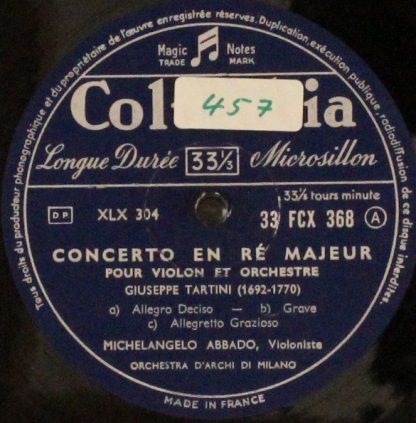 Tous droits du producteur phonographique et du propriétaire de l'œuvre enregistrée réservés. Duplication, exécution publique, radiodiffusion de ce disque interdites.
Magic Notes
TRADE MARK
457
Longue Durée 33⅓ Microsillon
33⅓ tours minute
DP XLX 304 33 FCX 368 A
CONCERTO EN RÉ MAJEUR
POUR VIOLON ET ORCHESTRE
GIUSEPPE TARTINI (1692-1770)
a) Allegro Deciso — b) Grave
c) Allegretto Grazioso
MICHELANGELO ABBADO, Violoniste
ORCHESTRA D'ARCHI DI MILANO
MADE IN FRANCE